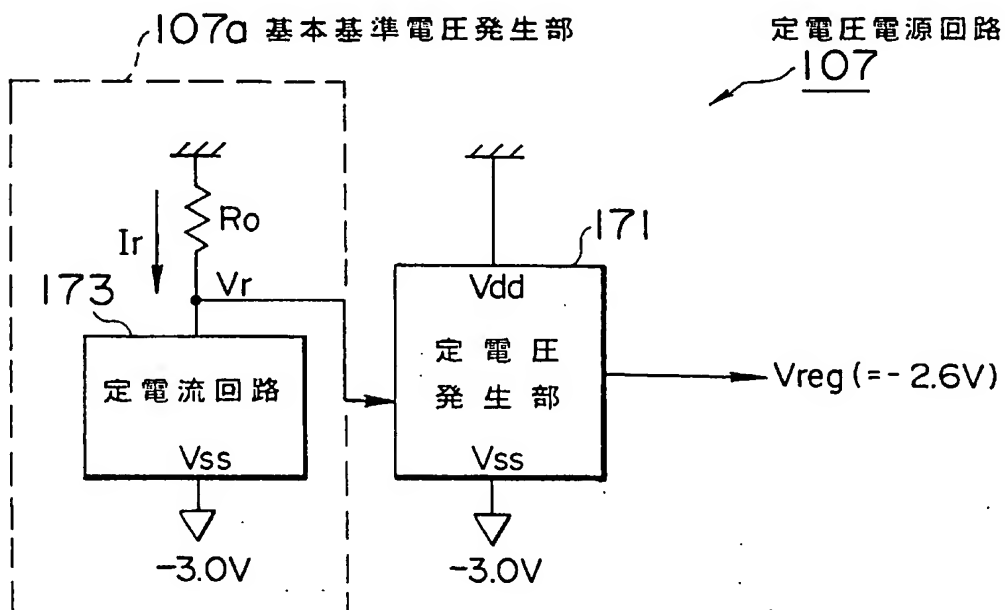 107a 基本基準電圧発生部
定電圧電源回路
107
Ro
Ir
Vr
173
定電流回路
Vss
-3.0V
171
Vdd
定電圧
発生部
Vss
-3.0V
Vreg (=-2.6V)